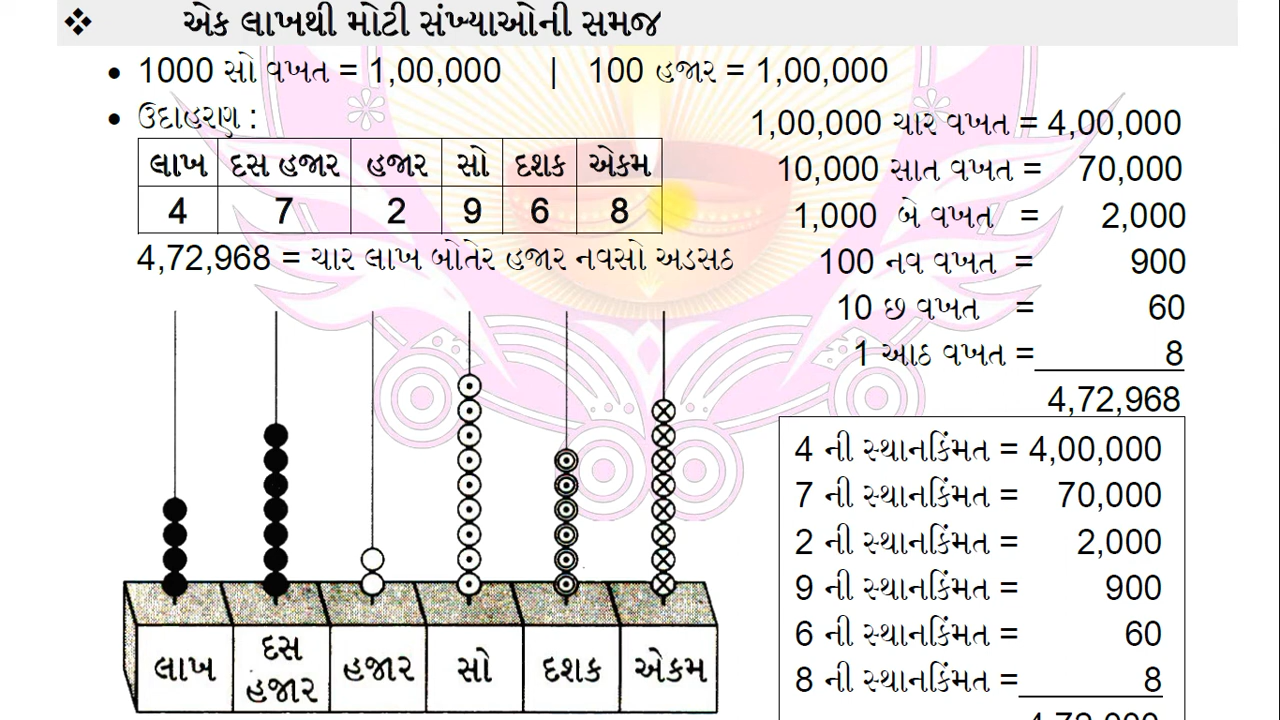 ❖ એક લાખથી મોટી સંખ્યાઓની સમજ
• 1000 સો વખત = 1,00,000 | 100 હજાર = 1,00,000
• ઉદાહરણ :
લાખ દસ હજાર હજાર સો દશક એકમ
4 7 2 9 6 8
4,72,968 = ચાર લાખ બોતેર હજાર નવસો અડસઠ
1,00,000 ચાર વખત = 4,00,000
10,000 સાત વખત = 70,000
1,000 બે વખત = 2,000
100 નવ વખત = 900
10 છ વખત = 60
1 આઠ વખત = 8
4,72,968
લાખ દસ હજાર હજાર સો દશક એકમ
4 ની સ્થાનકિંમત = 4,00,000
7 ની સ્થાનકિંમત = 70,000
2 ની સ્થાનકિંમત = 2,000
9 ની સ્થાનકિંમત = 900
6 ની સ્થાનકિંમત = 60
8 ની સ્થાનકિંમત = 8